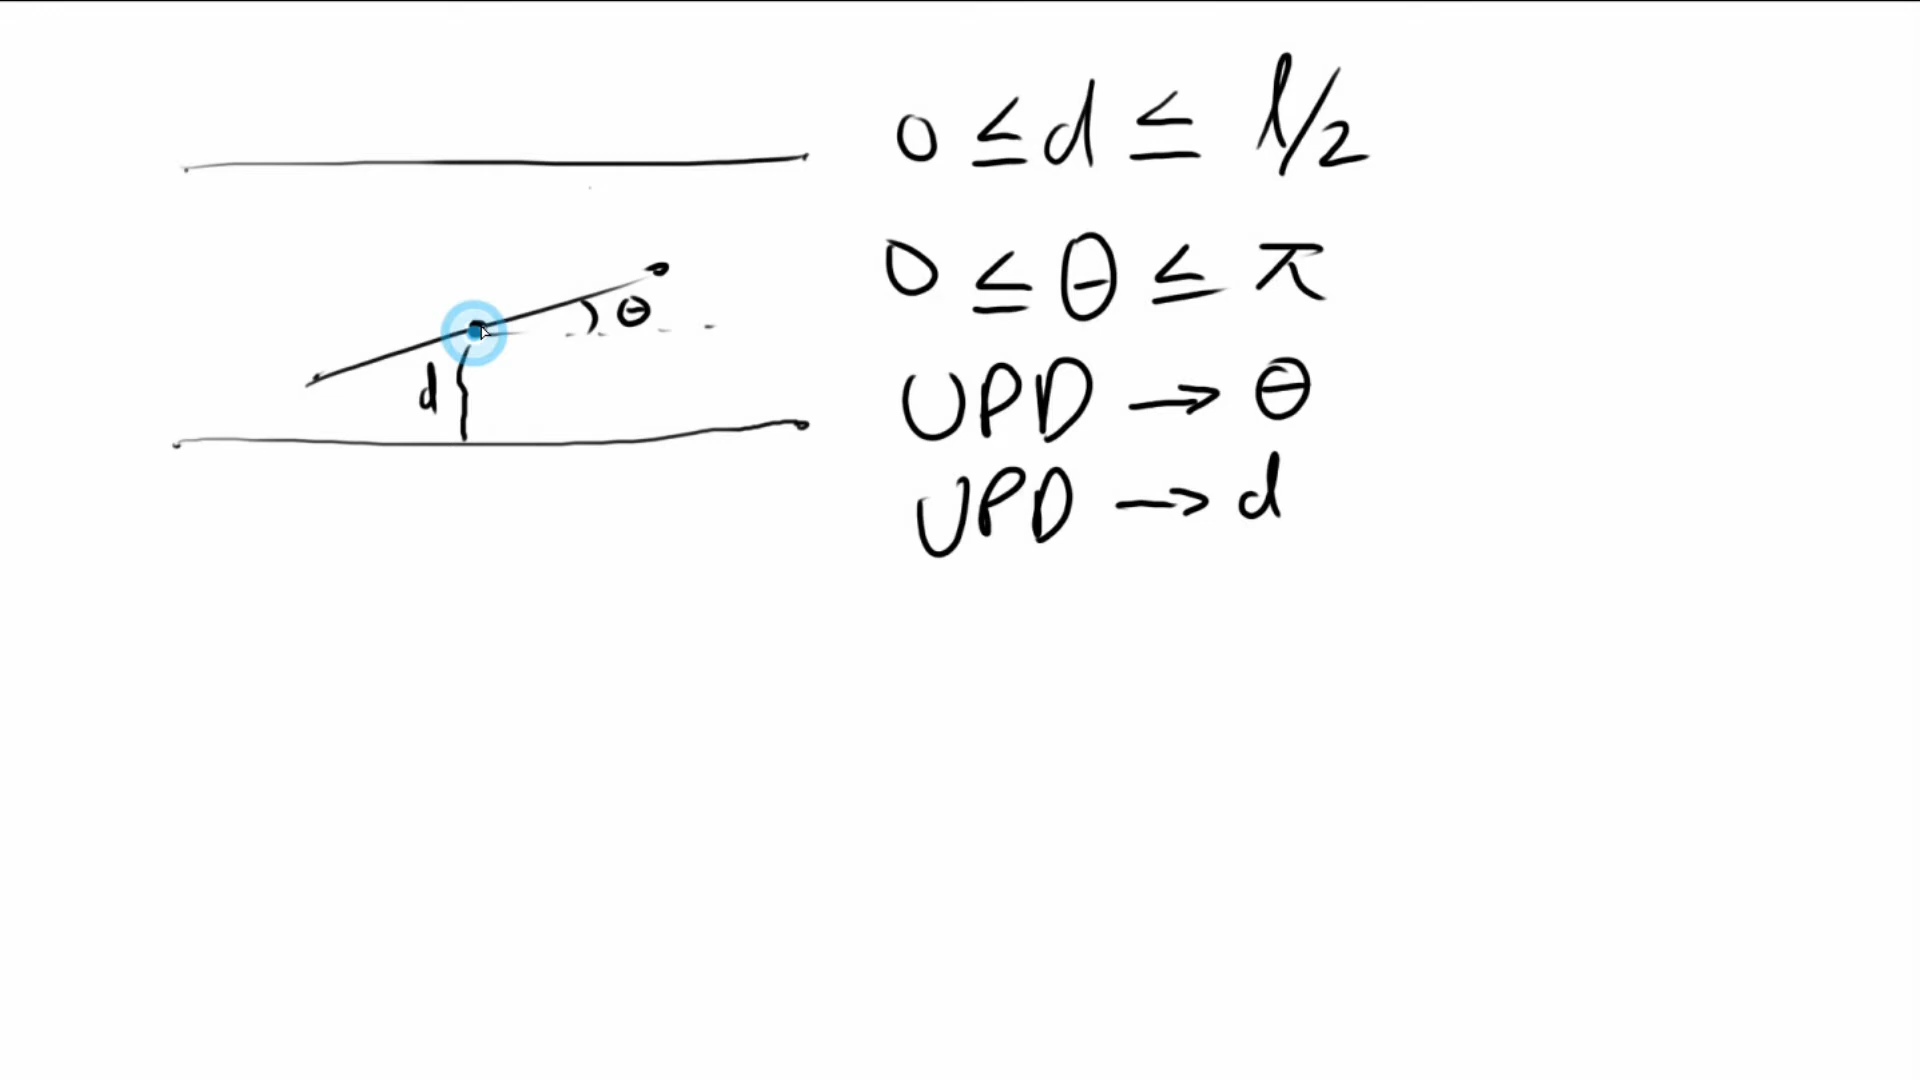 0 ≤ d ≤ l/2
θ
0 ≤ θ ≤ π
d
UPD → θ
UPD → d